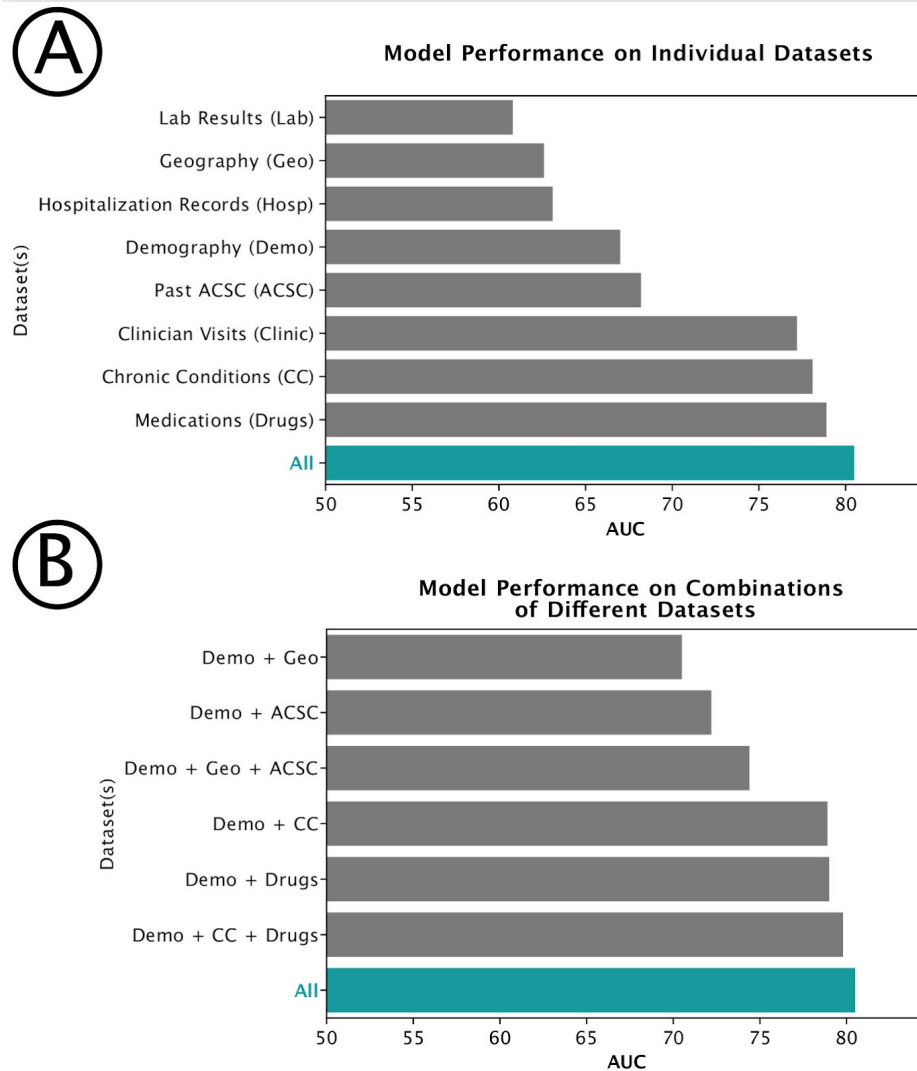 A
Model Performance on Individual Datasets
Lab Results (Lab)
Geography (Geo)
Hospitalization Records (Hosp)
Demography (Demo)
Past ACSC (ACSC)
Clinician Visits (Clinic)
Chronic Conditions (CC)
Medications (Drugs)
All
Dataset(s)
50 55 60 65 70 75 80
AUC
B
Model Performance on Combinations
of Different Datasets
Demo + Geo
Demo + ACSC
Demo + Geo + ACSC
Demo + CC
Demo + Drugs
Demo + CC + Drugs
All
Dataset(s)
50 55 60 65 70 75 80
AUC